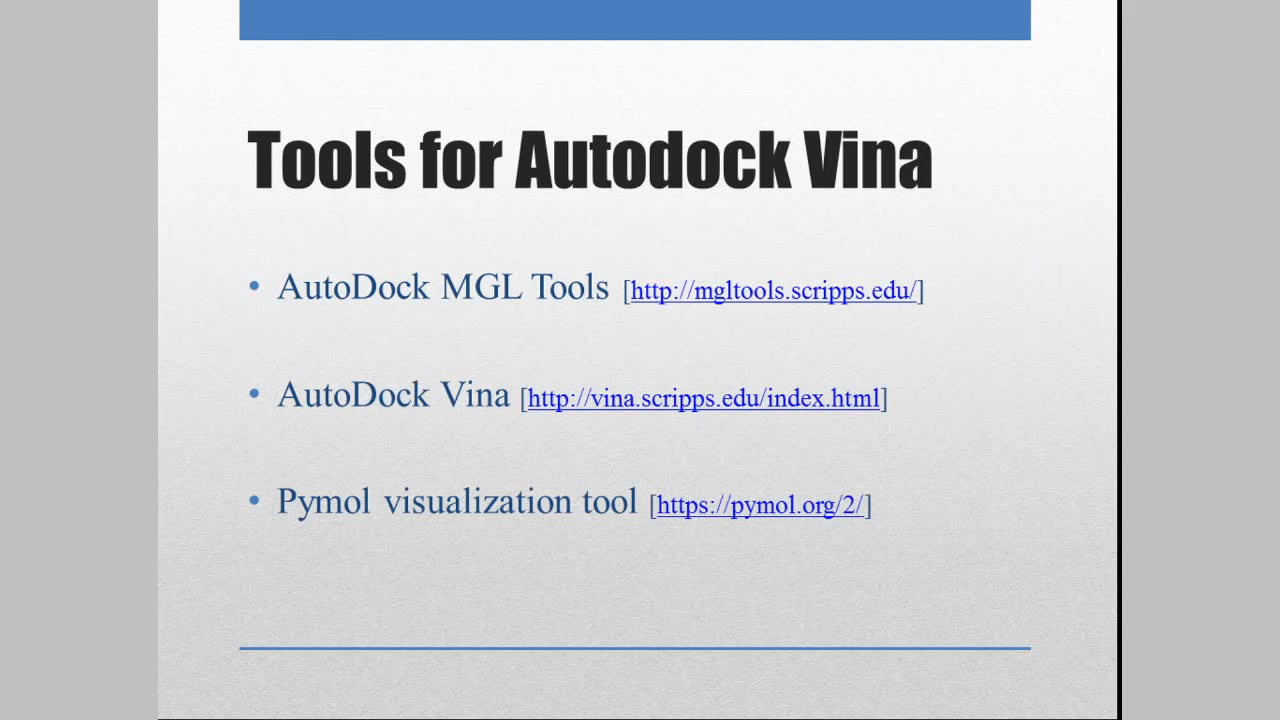 Tools for Autodock Vina
• AutoDock MGL Tools [http://mgltools.scripps.edu/]
• AutoDock Vina [http://vina.scripps.edu/index.html]
• Pymol visualization tool [https://pymol.org/2/]